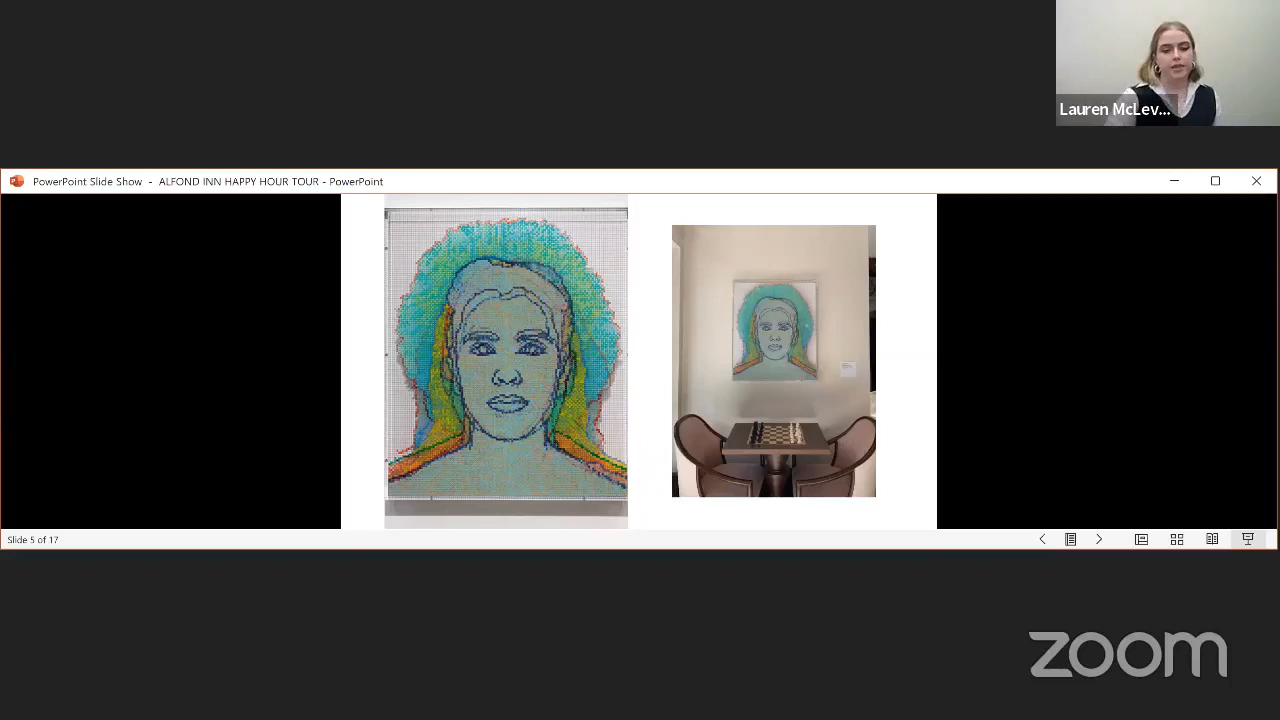 Lauren McLev...
PowerPoint Slide Show - ALFOND INN HAPPY HOUR TOUR - PowerPoint
Slide 5 of 17
zoom